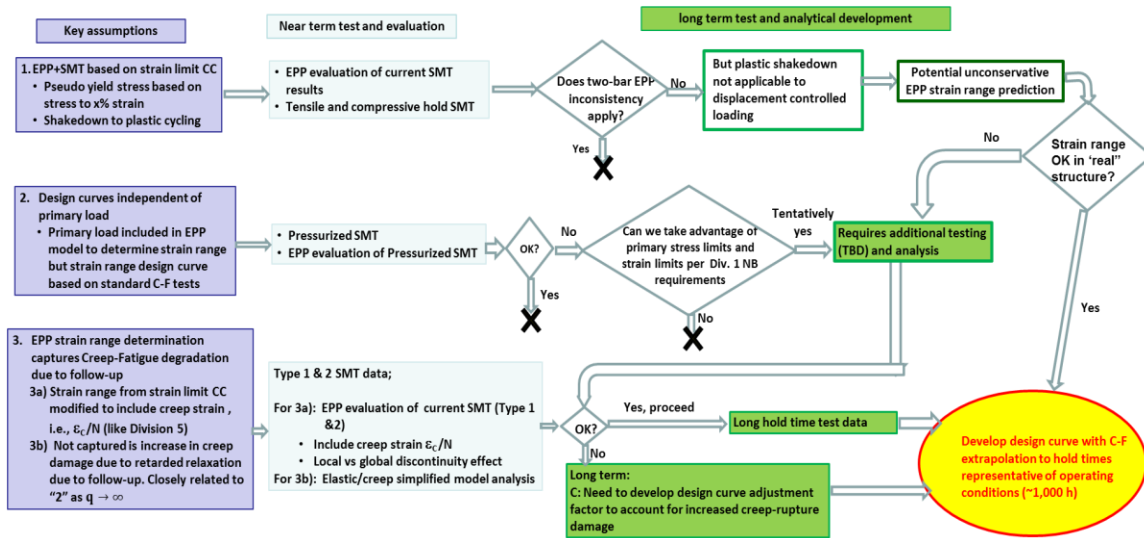 Key assumptions
Near term test and evaluation
long term test and analytical development
1. EPP+SMT based on strain limit CC
• Pseudo yield stress based on
stress to x% strain
• Shakedown to plastic cycling
• EPP evaluation of current SMT
results
• Tensile and compressive hold SMT
Does two-bar EPP
inconsistency
apply?
No
Yes
But plastic shakedown
not applicable to
displacement controlled
loading
Potential unconservative
EPP strain range prediction
Strain range
OK in ‘real”
structure?
No
Yes
2. Design curves independent of
primary load
• Primary load included in EPP
model to determine strain range
but strain range design curve
based on standard C-F tests
• Pressurized SMT
• EPP evaluation of Pressurized SMT
OK?
No
Yes
Can we take advantage of
primary stress limits and
strain limits per Div. 1 NB
requirements
No
Tentatively
yes
Requires additional testing
(TBD) and analysis
3. EPP strain range determination
captures Creep-Fatigue degradation
due to follow-up
3a) Strain range from strain limit CC
modified to include creep strain ,
i.e., εC/N (like Division 5)
3b) Not captured is increase in creep
damage due to retarded relaxation
due to follow-up. Closely related to
“2” as q → ∞
Type 1 & 2 SMT data;
For 3a): EPP evaluation of current SMT (Type 1
&2)
• Include creep strain εC/N
• Local vs global discontinuity effect
For 3b): Elastic/creep simplified model analysis
OK?
Yes, proceed
No
Long hold time test data
Long term:
C: Need to develop design curve adjustment
factor to account for increased creep-rupture
damage
Develop design curve with C-F
extrapolation to hold times
representative of operating
conditions (~1,000 h)